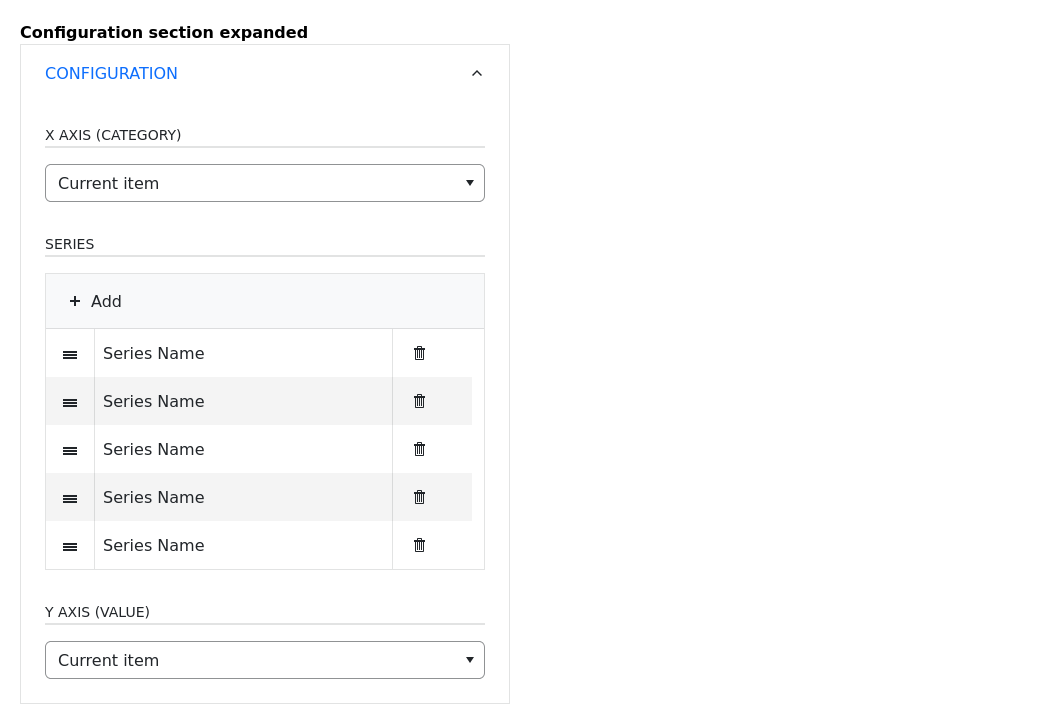 Configuration section expanded
CONFIGURATION
X AXIS (CATEGORY)
Current item
SERIES
Add
Series Name
Series Name
Series Name
Series Name
Series Name
Y AXIS (VALUE)
Current item